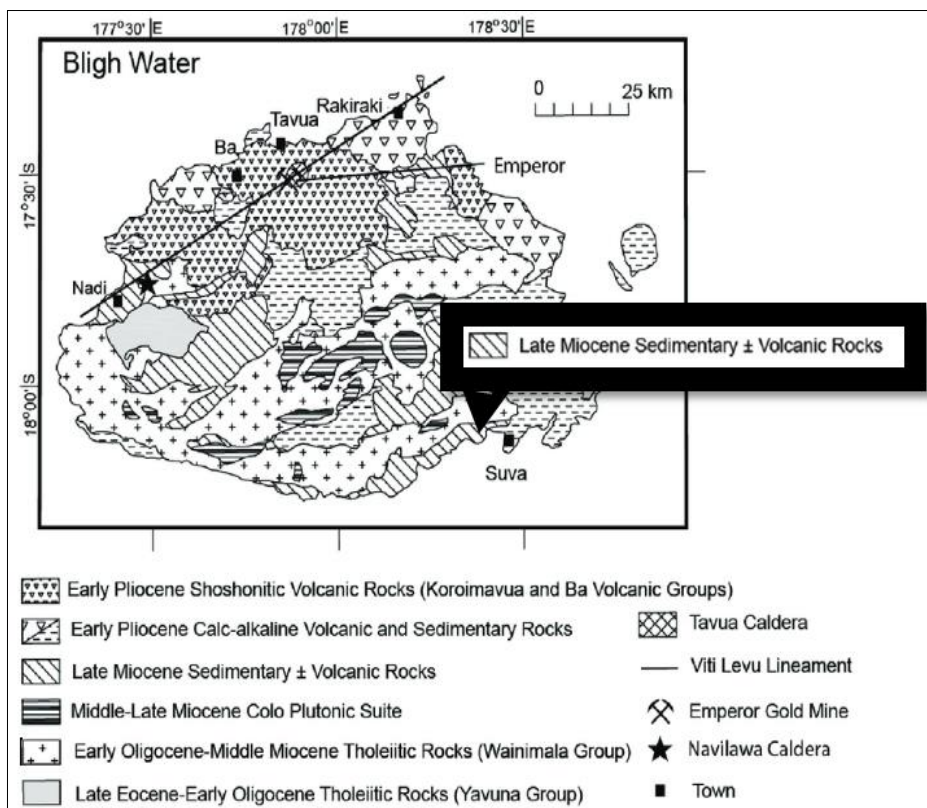 177°30' E
178°00' E
178°30' E
Bligh Water
0 25 km
Rakiraki
Tavua
Ba
Emperor
17°30' S
Nadi
Late Miocene Sedimentary ± Volcanic Rocks
18°00' S
Suva
Early Pliocene Shoshonitic Volcanic Rocks (Koroimavua and Ba Volcanic Groups)
Early Pliocene Calc-alkaline Volcanic and Sedimentary Rocks
Late Miocene Sedimentary ± Volcanic Rocks
Middle-Late Miocene Colo Plutonic Suite
Early Oligocene-Middle Miocene Tholeiitic Rocks (Wainimala Group)
Late Eocene-Early Oligocene Tholeiitic Rocks (Yavuna Group)
Tavua Caldera
Viti Levu Lineament
Emperor Gold Mine
Navilawa Caldera
Town